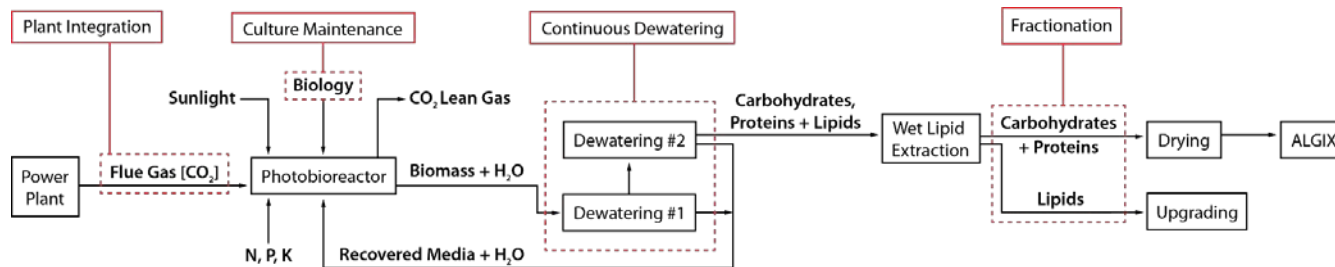 Plant Integration
Culture Maintenance
Continuous Dewatering
Fractionation
Sunlight
Biology
CO₂ Lean Gas
Carbohydrates,
Proteins + Lipids
Power
Plant
Flue Gas [CO₂]
Photobioreactor
Biomass + H₂O
Dewatering #2
Dewatering #1
Wet Lipid
Extraction
Carbohydrates
+ Proteins
Drying
ALGIX
Lipids
Upgrading
N, P, K
Recovered Media + H₂O